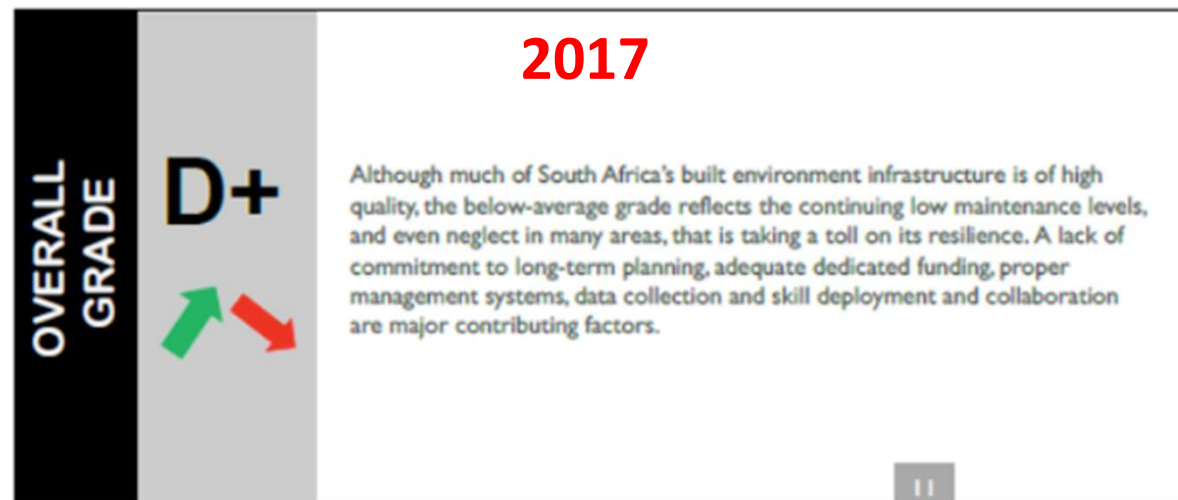 2017
OVERALL
GRADE
D+
Although much of South Africa's built environment infrastructure is of high
quality, the below-average grade reflects the continuing low maintenance levels,
and even neglect in many areas, that is taking a toll on its resilience. A lack of
commitment to long-term planning, adequate dedicated funding, proper
management systems, data collection and skill deployment and collaboration
are major contributing factors.
11